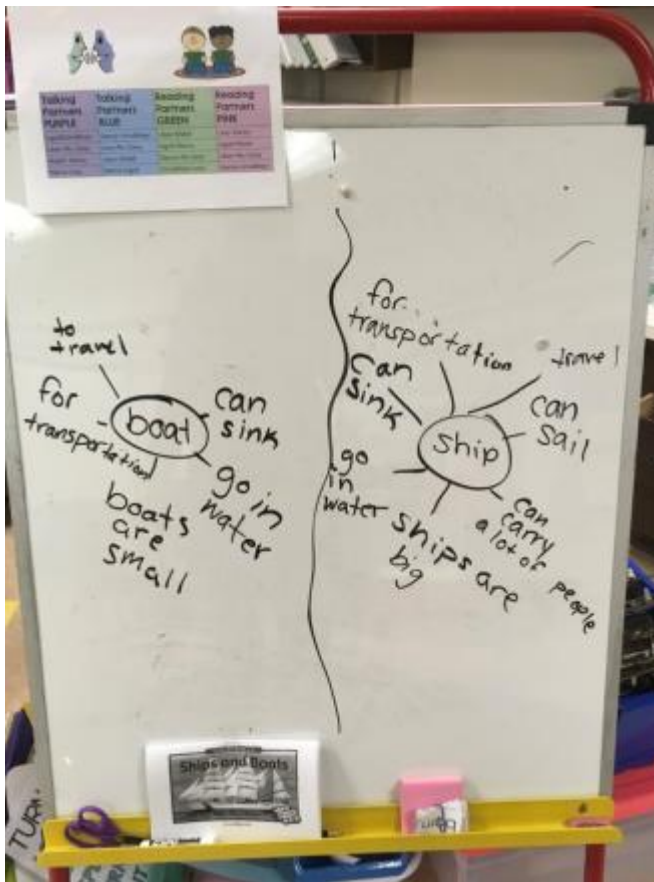 Talking
Partners
PURPLE
Talking
Partners
BLUE
Reading
Partners
GREEN
Reading
Partners
PINK
to
travel
for
transportation
boat
can
sink
go in
water
boats
are
small
for
transportation
travel
can
sink
ship
can
sail
go
in
water
can
carry
a lot of people
ships are
big
Ships and Boats
TURN